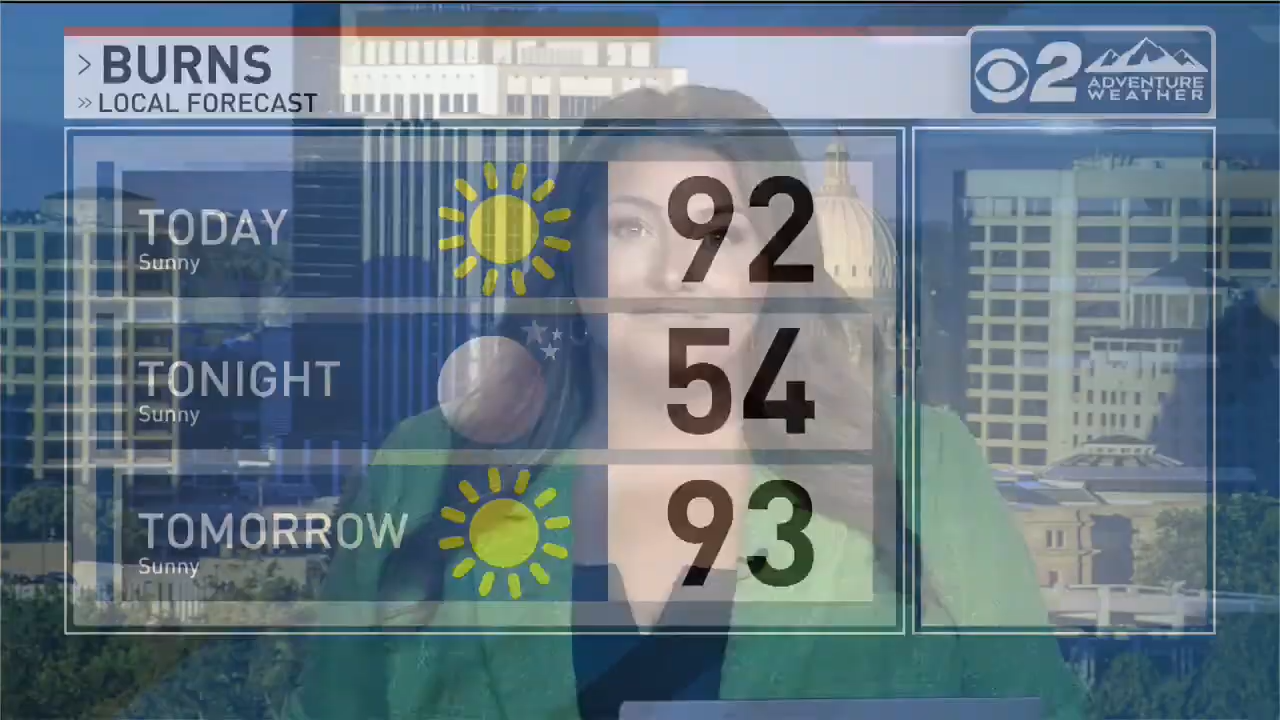 > BURNS
» LOCAL FORECAST
2 ADVENTURE
WEATHER
TODAY
Sunny
92
TONIGHT
Sunny
54
TOMORROW
Sunny
93